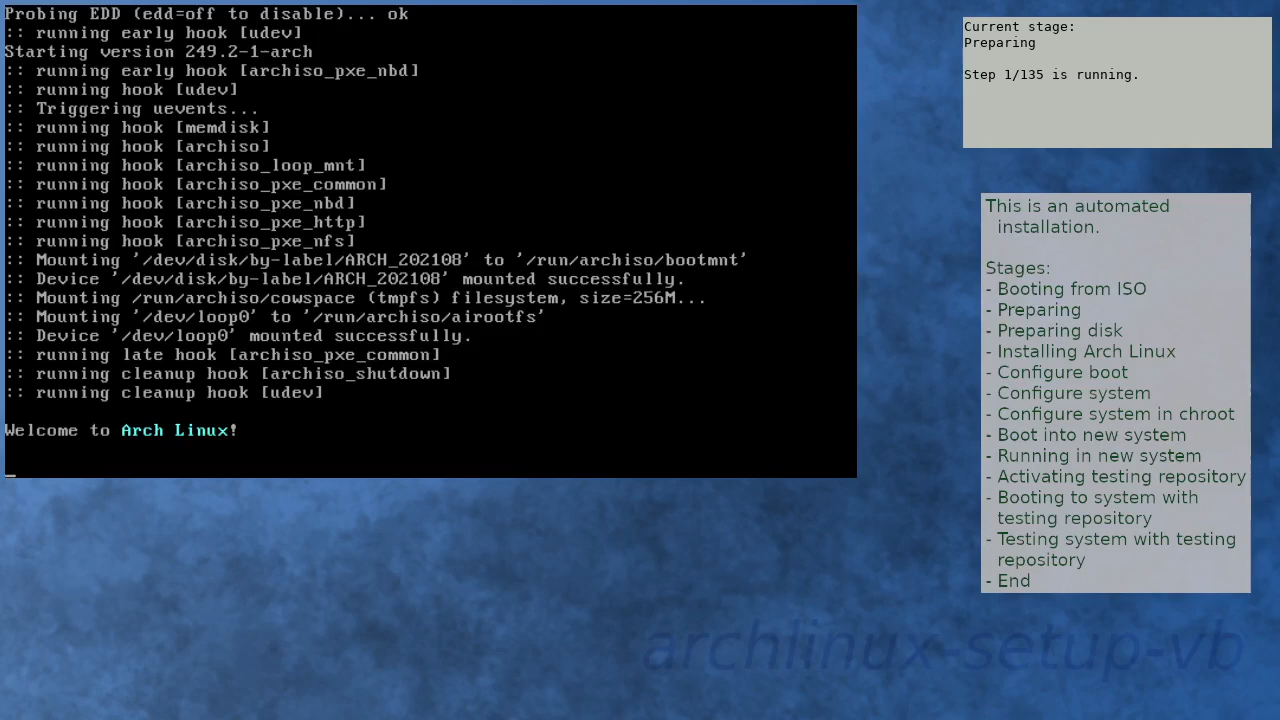 Probing EDD (edd=off to disable)... ok
:: running early hook [udev]
Starting version 249.2-1-arch
:: running early hook [archiso_pxe_nbd]
:: running hook [udev]
:: Triggering uevents...
:: running hook [memdisk]
:: running hook [archiso]
:: running hook [archiso_loop_mnt]
:: running hook [archiso_pxe_common]
:: running hook [archiso_pxe_nbd]
:: running hook [archiso_pxe_http]
:: running hook [archiso_pxe_nfs]
:: Mounting '/dev/disk/by-label/ARCH_202108' to '/run/archiso/bootmnt'
:: Device '/dev/disk/by-label/ARCH_202108' mounted successfully.
:: Mounting /run/archiso/cowspace (tmpfs) filesystem, size=256M...
:: Mounting '/dev/loop0' to '/run/archiso/airootfs'
:: Device '/dev/loop0' mounted successfully.
:: running late hook [archiso_pxe_common]
:: running cleanup hook [archiso_shutdown]
:: running cleanup hook [udev]
Welcome to Arch Linux!
Current stage:
Preparing
Step 1/135 is running.
This is an automated
installation.
Stages:
- Booting from ISO
- Preparing
- Preparing disk
- Installing Arch Linux
- Configure boot
- Configure system
- Configure system in chroot
- Boot into new system
- Running in new system
- Activating testing repository
- Booting to system with
testing repository
- Testing system with testing
repository
- End
archlinux-setup-vb